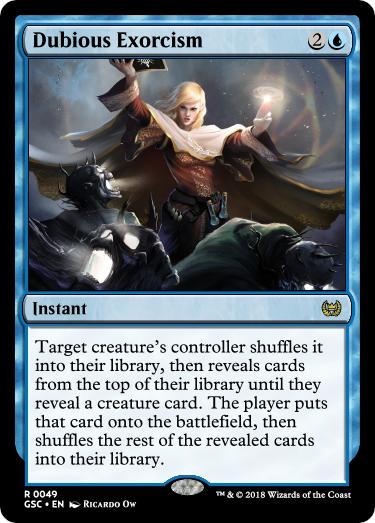 Dubious Exorcism 2
Instant
Target creature's controller shuffles it
into their library, then reveals cards
from the top of their library until they
reveal a creature card. The player puts
that card onto the battlefield, then
shuffles the rest of the revealed cards
into their library.
R 0049
GSC • EN Ricardo Ow
™ & © 2018 Wizards of the Coast